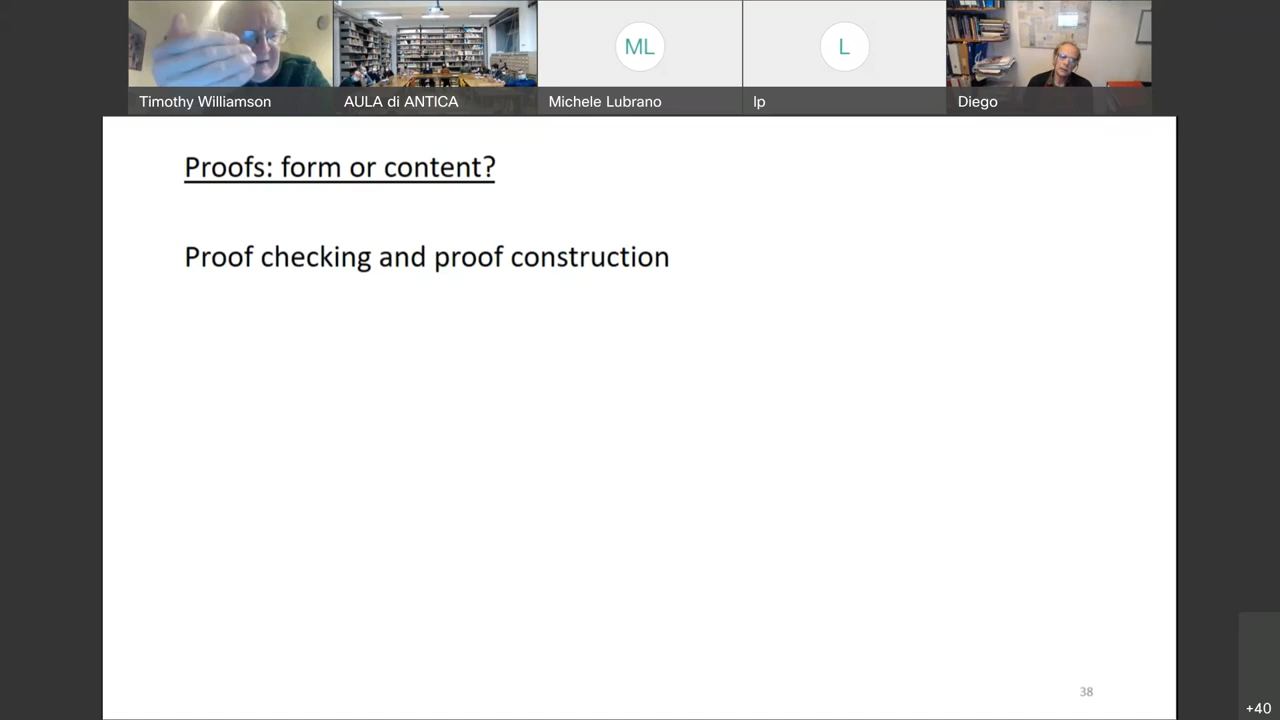 ML
L
Timothy Williamson
AULA di ANTICA
Michele Lubrano
lp
Diego
Proofs: form or content?
Proof checking and proof construction
38
+40